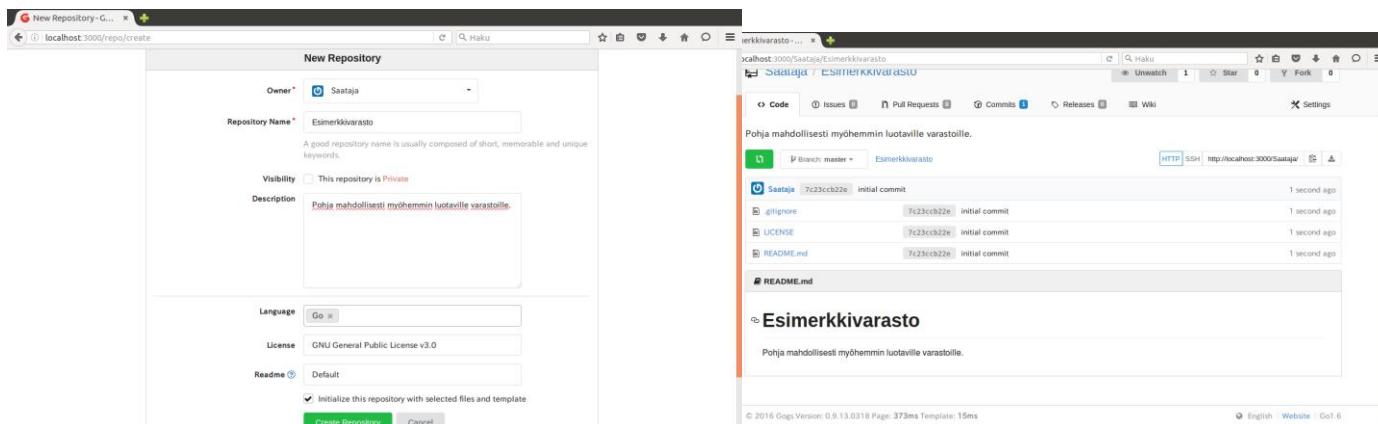 New Repository - G...
localhost:3000/repo/create
Haku
New Repository
Owner*
Saataja
Repository Name*
Esimerkkivarasto
A good repository name is usually composed of short, memorable and unique
keywords.
Visibility
This repository is Private
Description
Pohja mahdollisesti myöhemmin luotaville varastoille.
Language
Go ×
License
GNU General Public License v3.0
Readme
Default
Initialize this repository with selected files and template
Create Repository
Cancel
erkkivarasto - ...
ocalhost:3000/Saataja/Esimerkkivarasto
Haku
Saataja / Esimerkkivarasto
Unwatch 1
Star 0
Fork 0
Code
Issues 0
Pull Requests 0
Commits 1
Releases 0
Wiki
Settings
Pohja mahdollisesti myöhemmin luotaville varastoille.
Branch: master
Esimerkkivarasto
HTTP SSH http://localhost:3000/Saataja/
Saataja 7c23ccb22e initial commit 1 second ago
.gitignore 7c23ccb22e initial commit 1 second ago
LICENSE 7c23ccb22e initial commit 1 second ago
README.md 7c23ccb22e initial commit 1 second ago
README.md
Esimerkkivarasto
Pohja mahdollisesti myöhemmin luotaville varastoille.
© 2016 Gogs Version: 0.9.13.0318 Page: 373ms Template: 15ms
English Website Go1.6